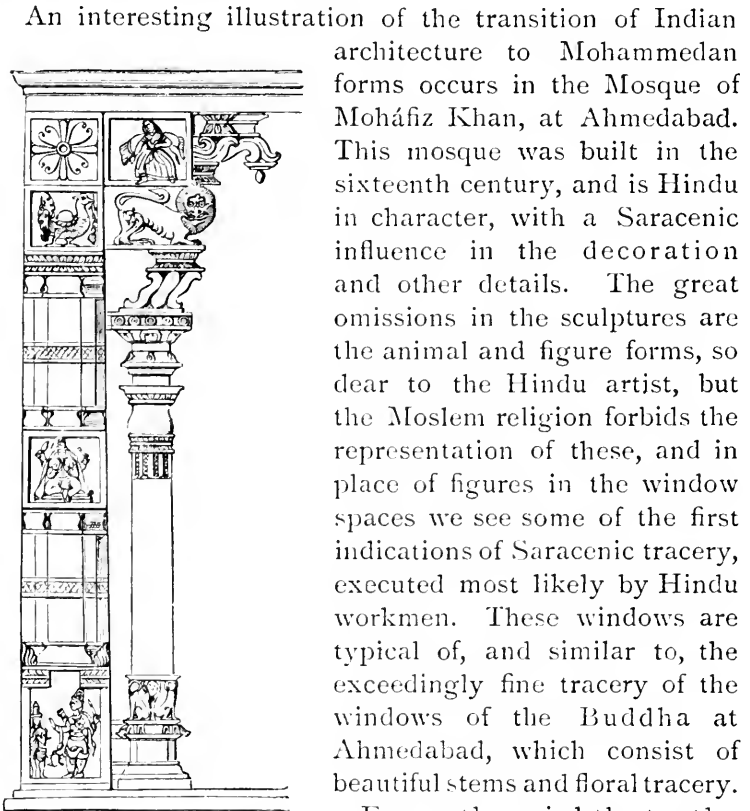 An interesting illustration of the transition of Indian
architecture to Mohammedan
forms occurs in the Mosque of
Moháfiz Khan, at Ahmedabad.
This mosque was built in the
sixteenth century, and is Hindu
in character, with a Saracenic
influence in the decoration
and other details. The great
omissions in the sculptures are
the animal and figure forms, so
dear to the Hindu artist, but
the Moslem religion forbids the
representation of these, and in
place of figures in the window
spaces we see some of the first
indications of Saracenic tracery,
executed most likely by Hindu
workmen. These windows are
typical of, and similar to, the
exceedingly fine tracery of the
windows of the Buddha at
Ahmedabad, which consist of
beautiful stems and floral tracery.